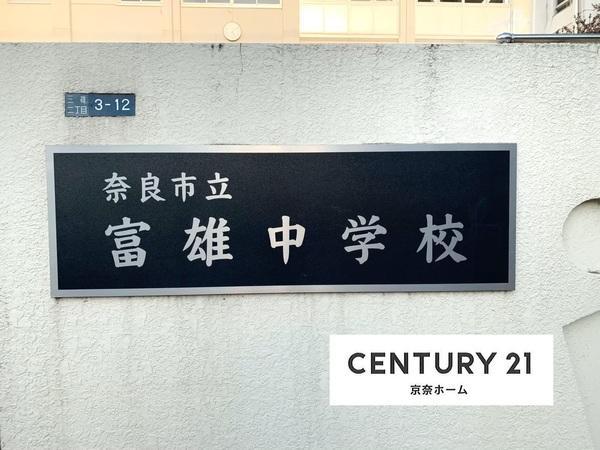 三碓
二丁目 3-12
奈良市立
富雄中学校
CENTURY 21
京奈ホーム